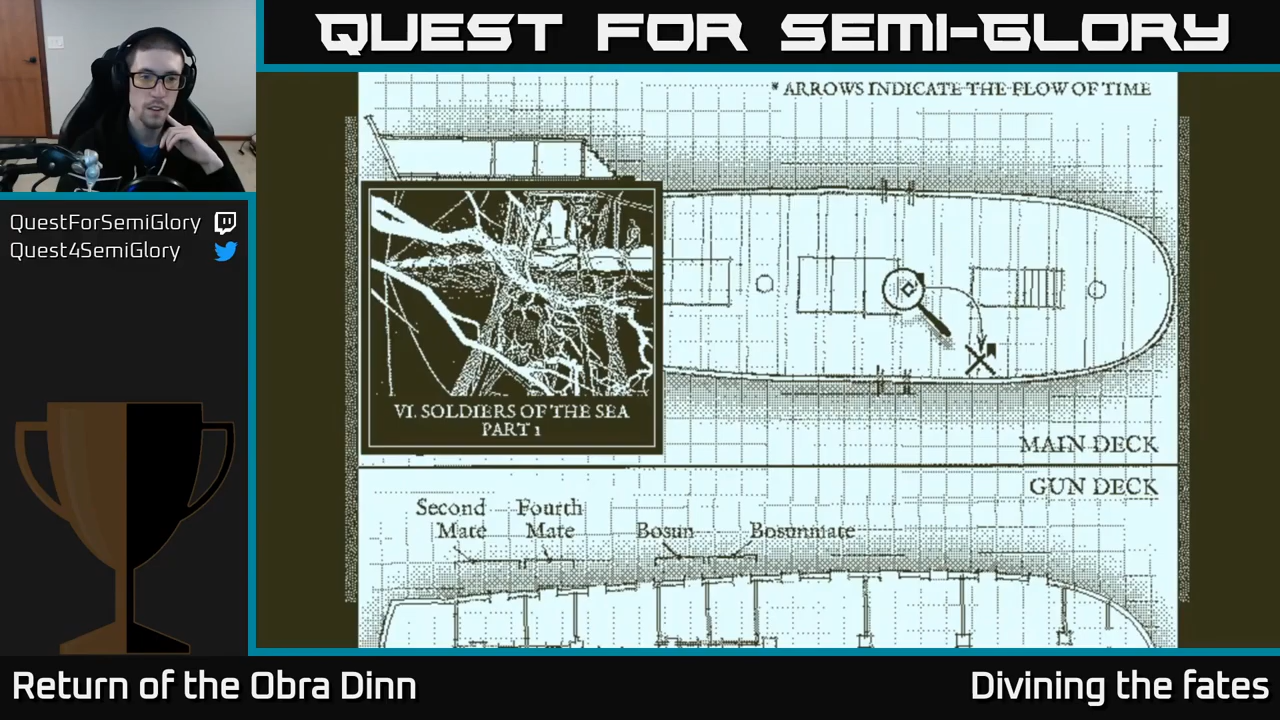 QUEST FOR SEMI-GLORY
QuestForSemiGlory
Quest4SemiGlory
* ARROWS INDICATE THE FLOW OF TIME
VI. SOLDIERS OF THE SEA
PART 1
MAIN DECK
GUN DECK
Second
Mate
Fourth
Mate
Bosun
Bosunmate
Return of the Obra Dinn
Divining the fates